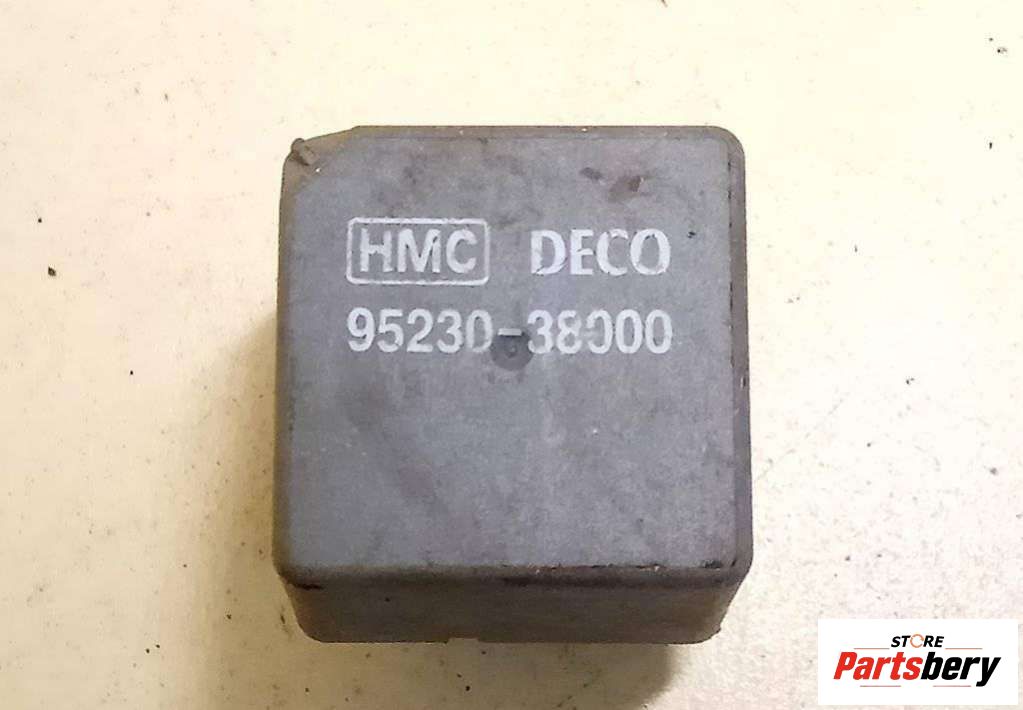 HMC DECO
95230-38000
STORE
Partsbery